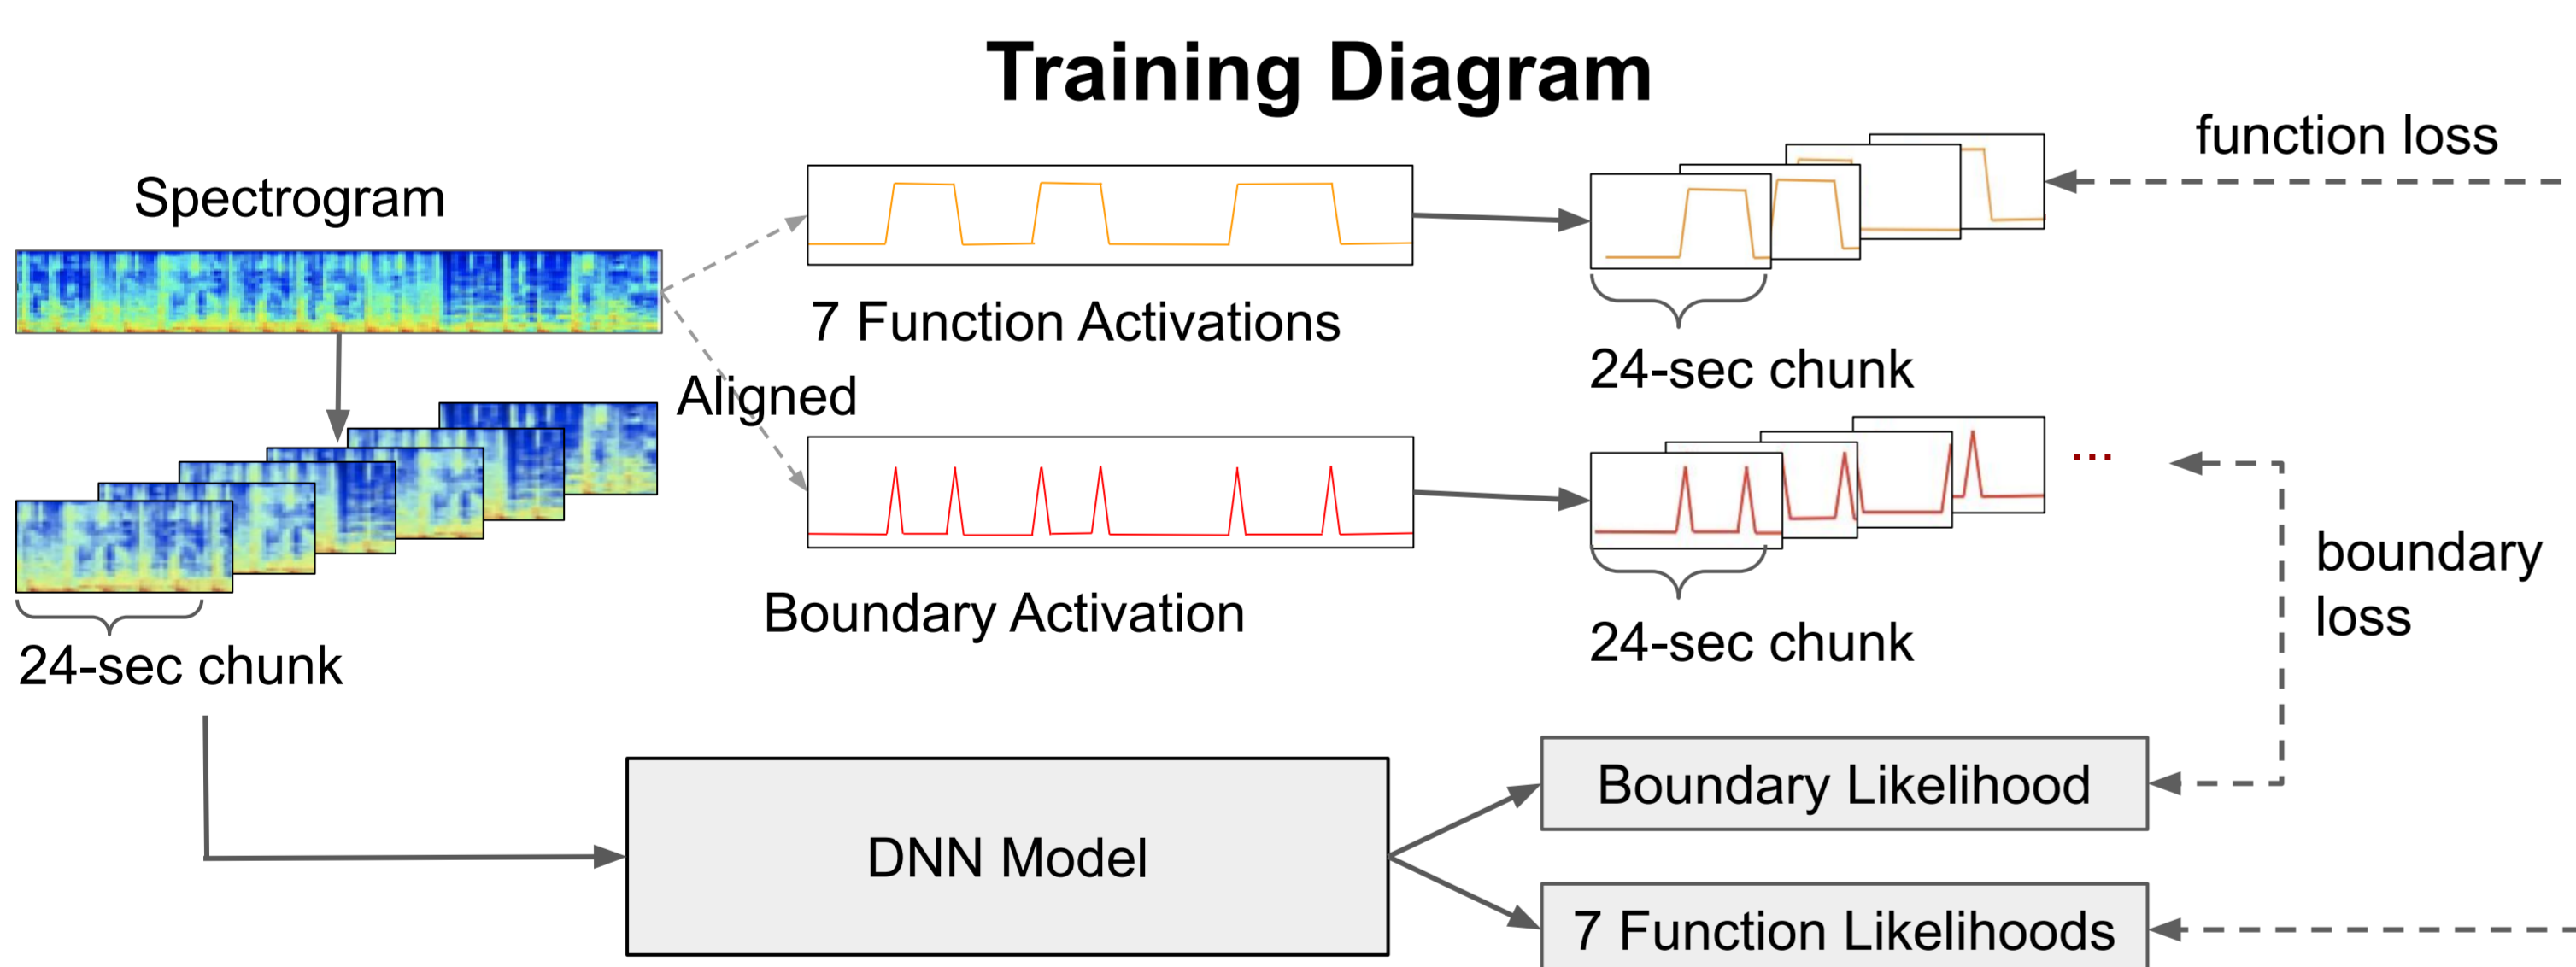 Training Diagram
function loss
Spectrogram
7 Function Activations
24-sec chunk
Aligned
...
boundary
loss
Boundary Activation
24-sec chunk
24-sec chunk
Boundary Likelihood
DNN Model
7 Function Likelihoods